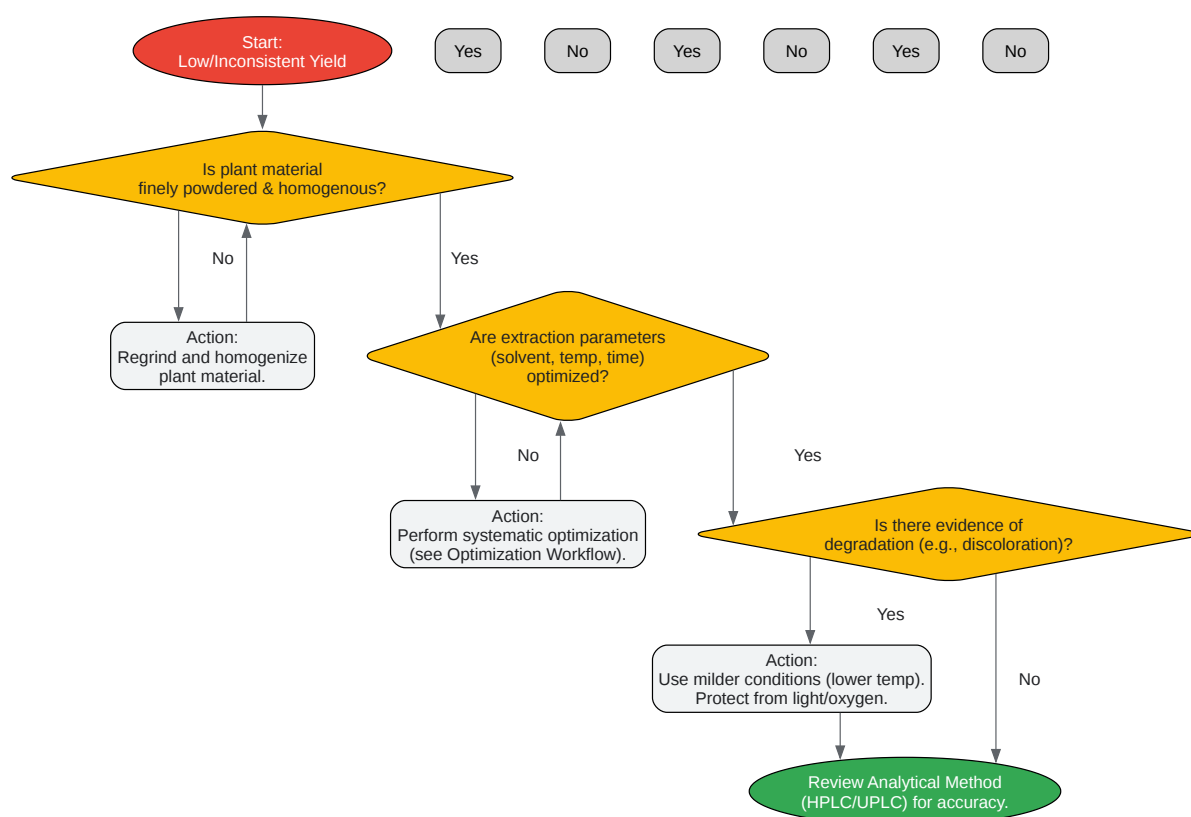 Start:
Low/Inconsistent Yield
Yes
No
Yes
No
Yes
No
Is plant material
finely powdered & homogenous?
No
Yes
Action:
Regrind and homogenize
plant material.
Are extraction parameters
(solvent, temp, time)
optimized?
No
Yes
Action:
Perform systematic optimization
(see Optimization Workflow).
Is there evidence of
degradation (e.g., discoloration)?
Yes
No
Action:
Use milder conditions (lower temp).
Protect from light/oxygen.
Review Analytical Method
(HPLC/UPLC) for accuracy.